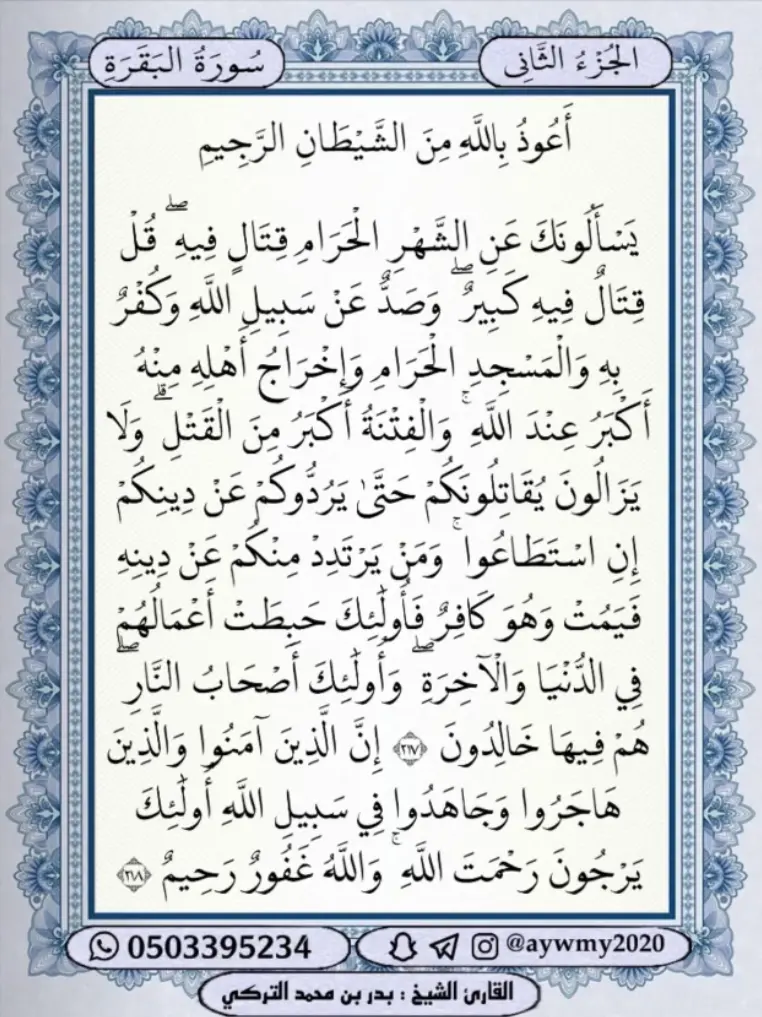 الجُزْءُ الثَّانِى
سُورَةُ البَقَرَةِ
أَعُوذُ بِاللَّهِ مِنَ الشَّيْطَانِ الرَّجِيمِ
يَسْأَلُونَكَ عَنِ الشَّهْرِ الْحَرَامِ قِتَالٍ فِيهِ ۖ قُلْ
قِتَالٌ فِيهِ كَبِيرٌ ۖ وَصَدٌّ عَنْ سَبِيلِ اللَّهِ وَكُفْرٌ
بِهِ وَالْمَسْجِدِ الْحَرَامِ وَإِخْرَاجُ أَهْلِهِ مِنْهُ
أَكْبَرُ عِنْدَ اللَّهِ ۚ وَالْفِتْنَةُ أَكْبَرُ مِنَ الْقَتْلِ ۗ وَلَا
يَزَالُونَ يُقَاتِلُونَكُمْ حَتَّىٰ يَرُدُّوكُمْ عَنْ دِينِكُمْ
إِنِ اسْتَطَاعُوا ۚ وَمَنْ يَرْتَدِدْ مِنْكُمْ عَنْ دِينِهِ
فَيَمُتْ وَهُوَ كَافِرٌ فَأُولَٰئِكَ حَبِطَتْ أَعْمَالُهُمْ
فِي الدُّنْيَا وَالْآخِرَةِ ۖ وَأُولَٰئِكَ أَصْحَابُ النَّارِ ۖ
هُمْ فِيهَا خَالِدُونَ ﴿٢١٧﴾ إِنَّ الَّذِينَ آمَنُوا وَالَّذِينَ
هَاجَرُوا وَجَاهَدُوا فِي سَبِيلِ اللَّهِ أُولَٰئِكَ
يَرْجُونَ رَحْمَتَ اللَّهِ ۚ وَاللَّهُ غَفُورٌ رَحِيمٌ ﴿٢١٨﴾
0503395234
@aywmy2020
القارئ الشيخ : بدر بن محمد التركي